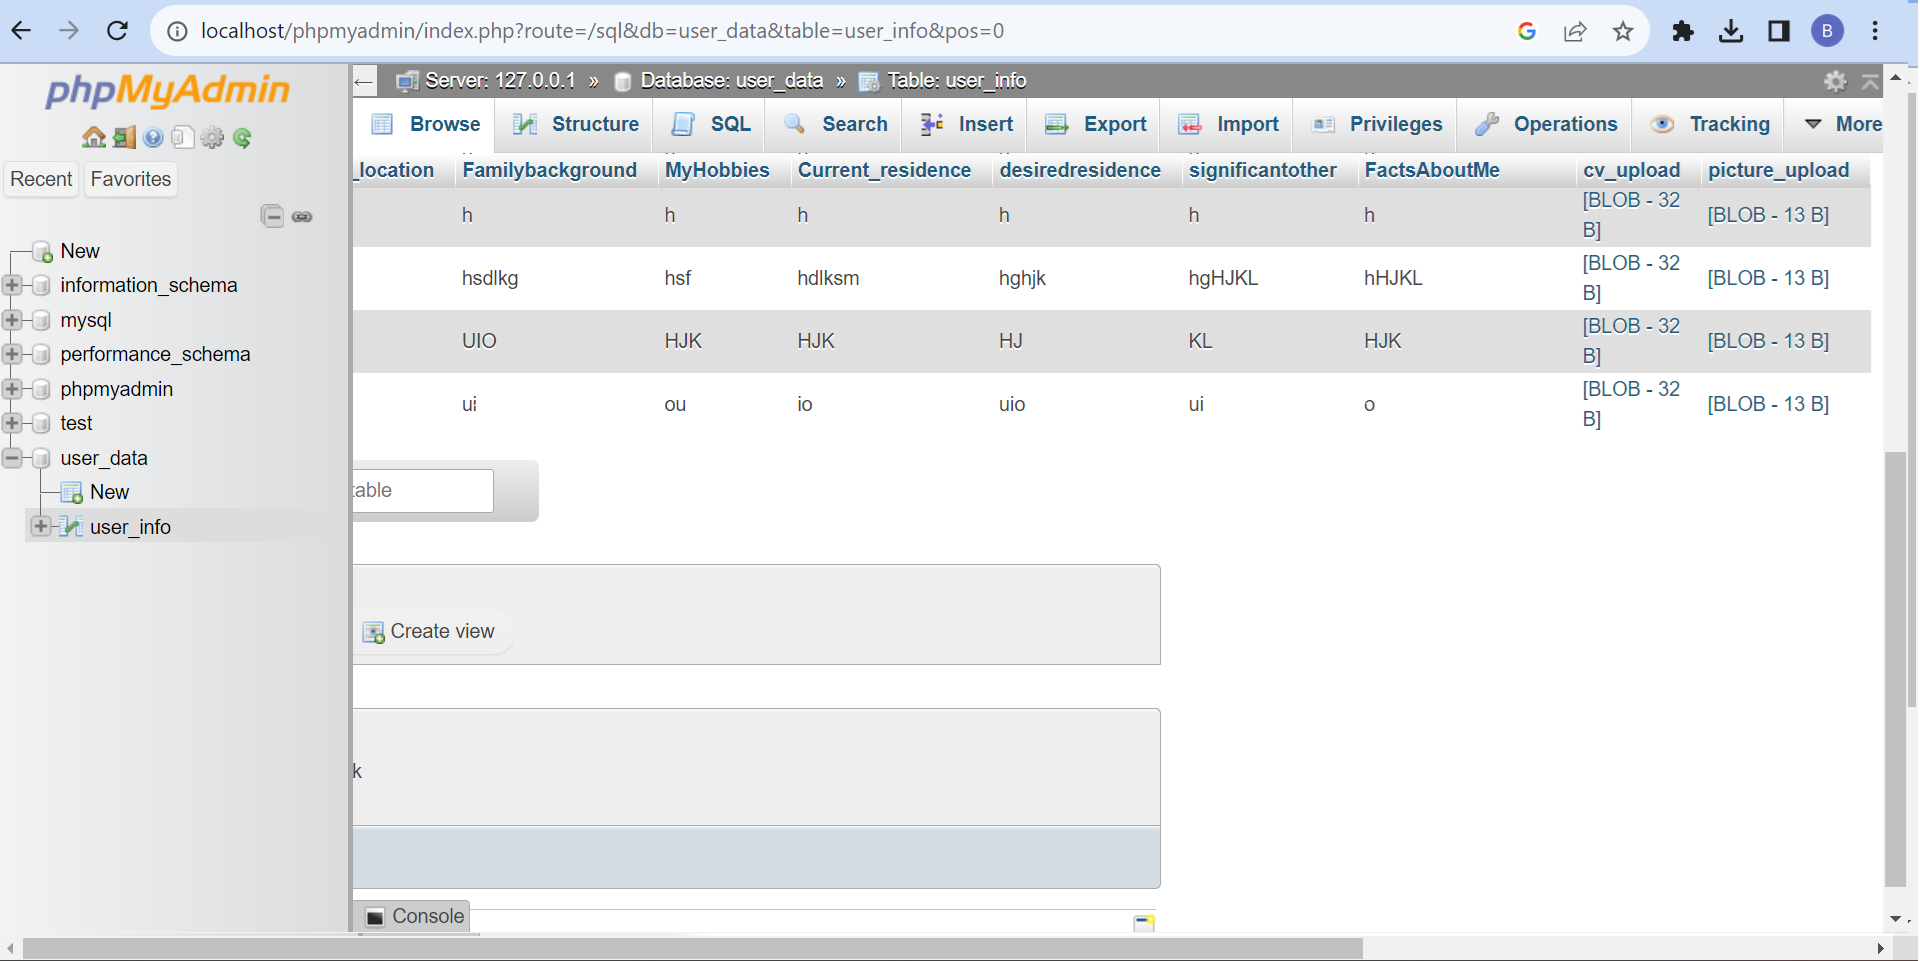 localhost/phpmyadmin/index.php?route=/sql&db=user_data&table=user_info&pos=0
B
phpMyAdmin
Server: 127.0.0.1 » Database: user_data » Table: user_info
Browse Structure SQL Search Insert Export Import Privileges Operations Tracking More
Recent Favorites
New
information_schema
mysql
performance_schema
phpmyadmin
test
user_data
New
user_info
_location Familybackground MyHobbies Current_residence desiredresidence significantother FactsAboutMe cv_upload picture_upload
h h h h h h [BLOB - 32 B] [BLOB - 13 B]
hsdlkg hsf hdlksm hghjk hgHJKL hHJKL [BLOB - 32 B] [BLOB - 13 B]
UIO HJK HJK HJ KL HJK [BLOB - 32 B] [BLOB - 13 B]
ui ou io uio ui o [BLOB - 32 B] [BLOB - 13 B]
table
Create view
k
Console